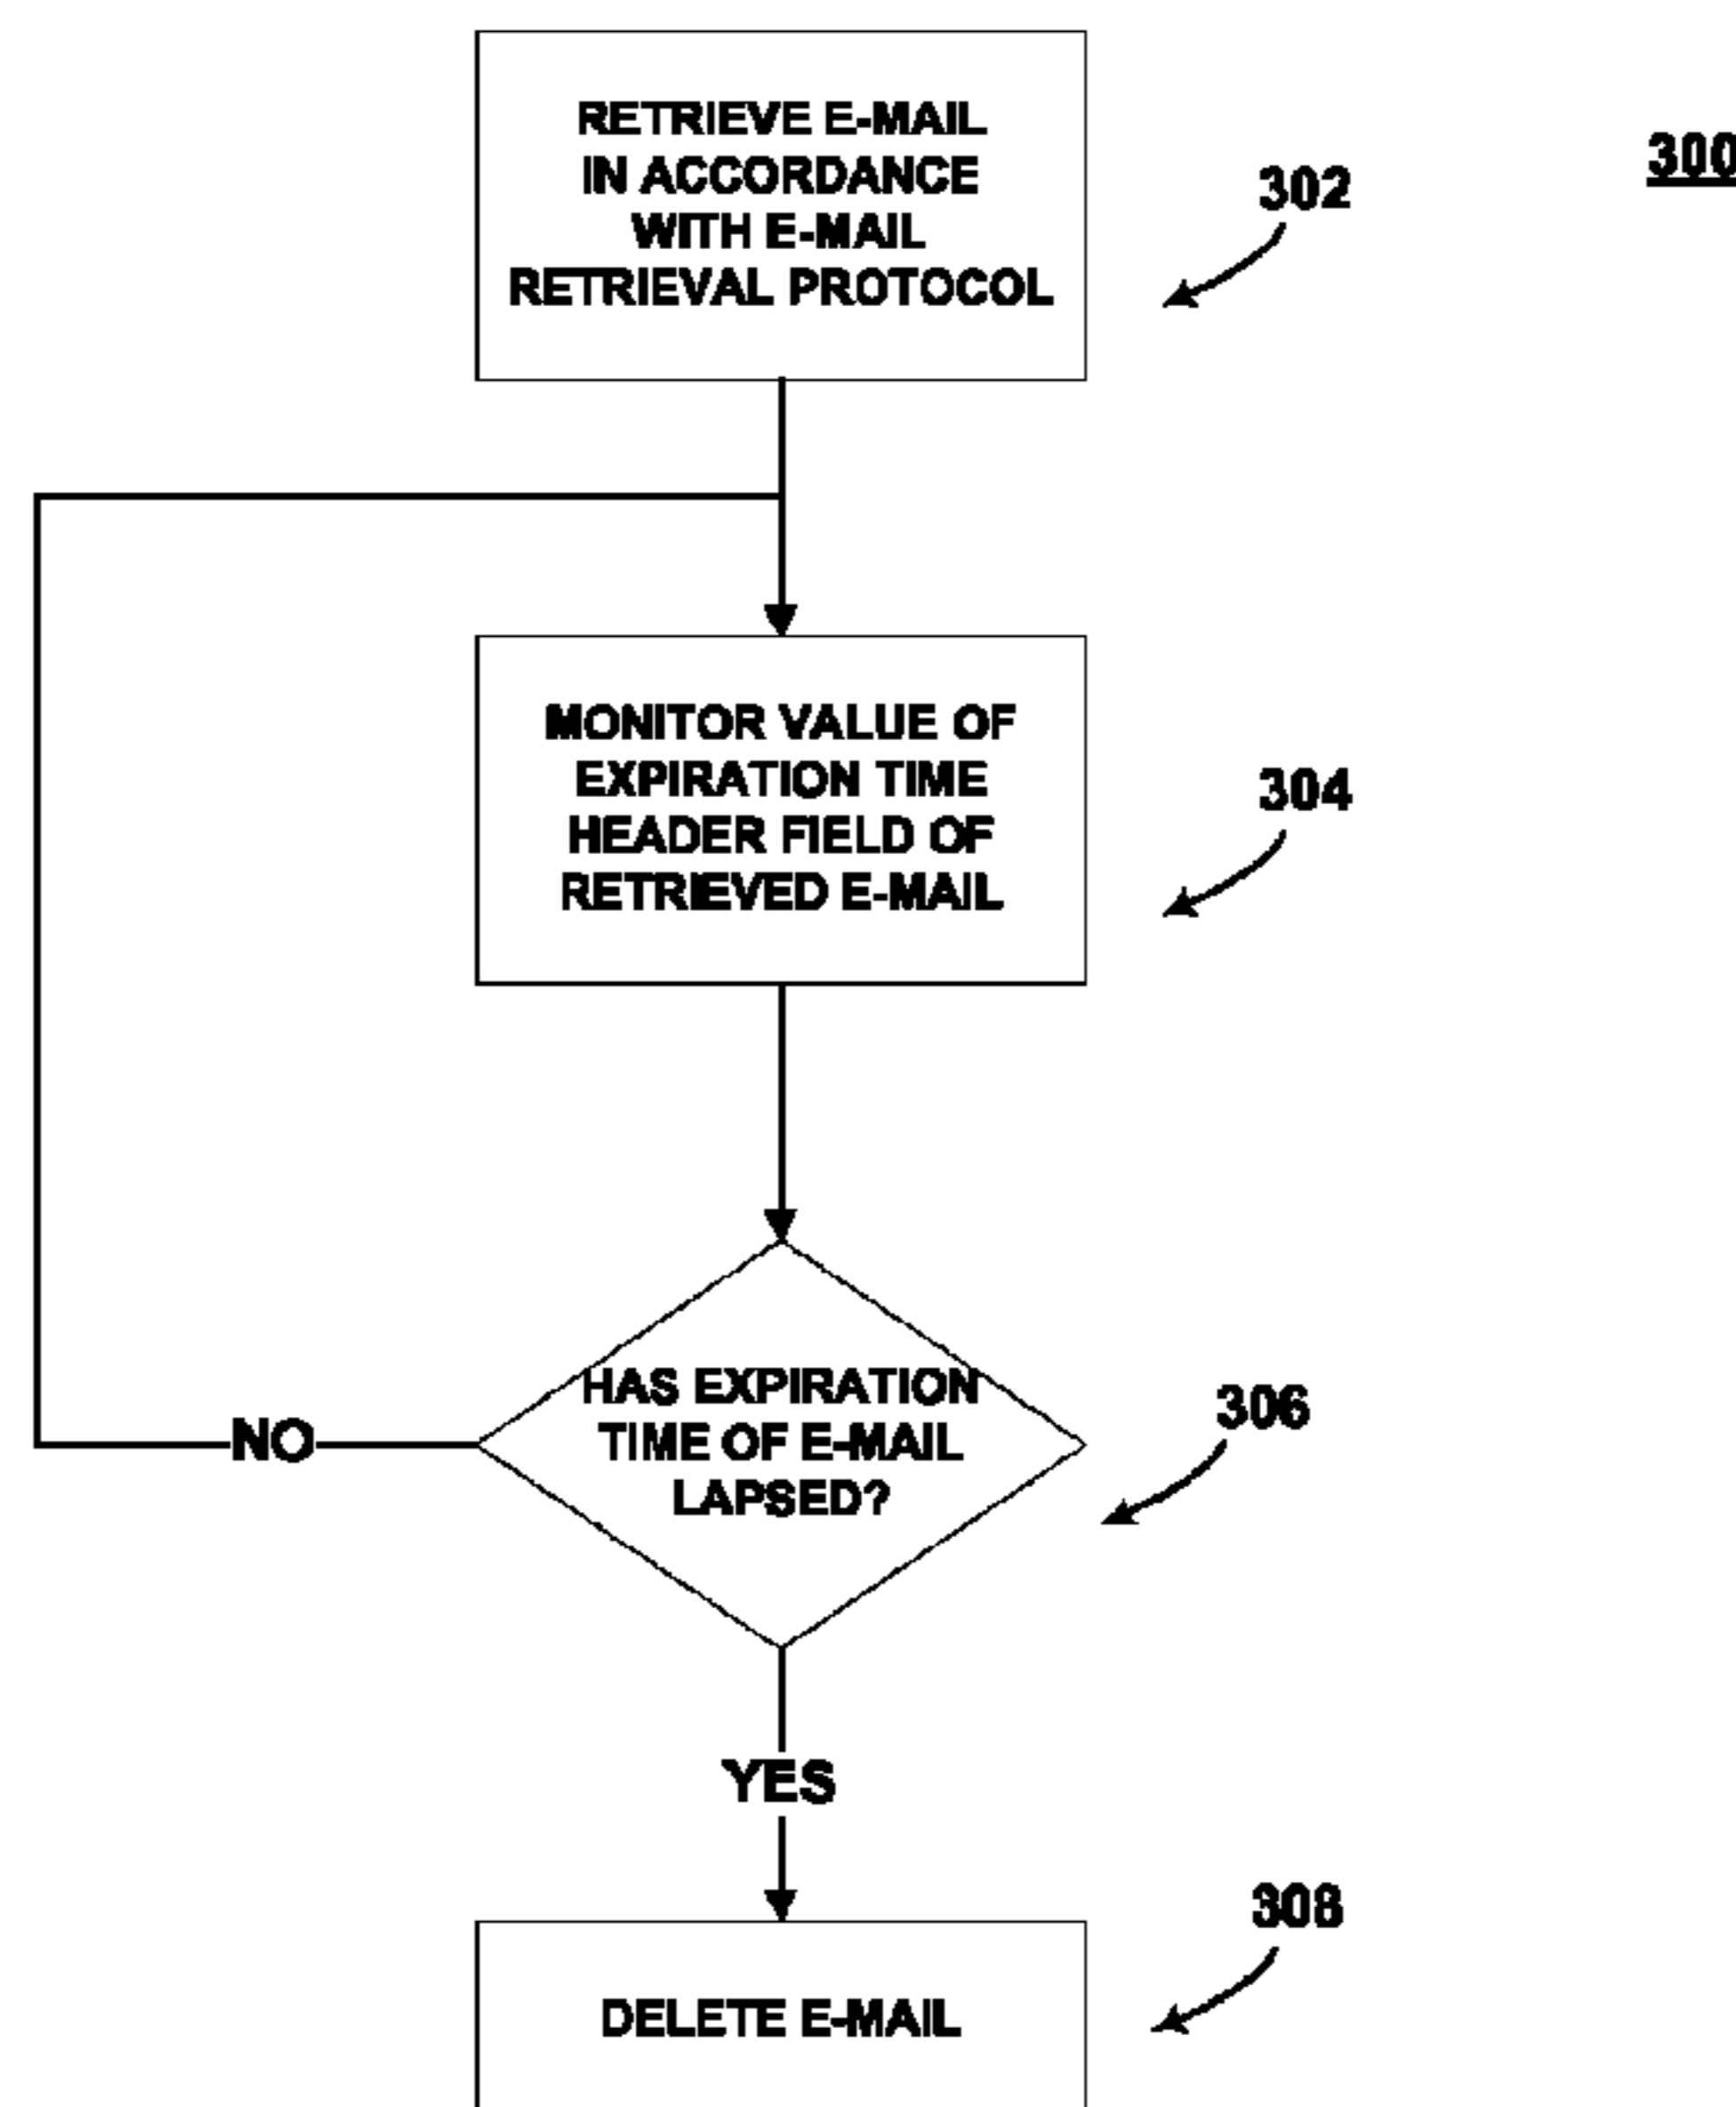 RETRIEVE E-MAIL
IN ACCORDANCE
WITH E-MAIL
RETRIEVAL PROTOCOL
302
300
MONITOR VALUE OF
EXPIRATION TIME
HEADER FIELD OF
RETRIEVED E-MAIL
304
HAS EXPIRATION
TIME OF E-MAIL
LAPSED?
306
NO
YES
308
DELETE E-MAIL